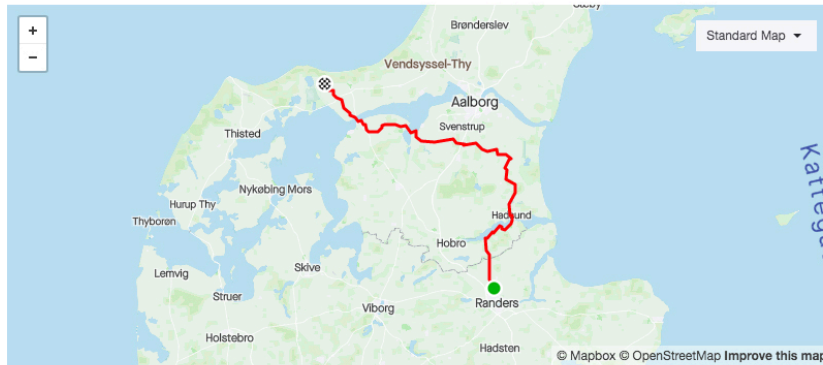 Sæby
+
Brønderslev
Standard Map
−
Vendsyssel-Thy
Aalborg
Svenstrup
Thisted
Nykøbing Mors
Hurup Thy
Thyborøn
Hadsund
Hobro
Lemvig
Skive
Struer
Viborg
Randers
Holstebro
Hadsten
© Mapbox © OpenStreetMap Improve this map